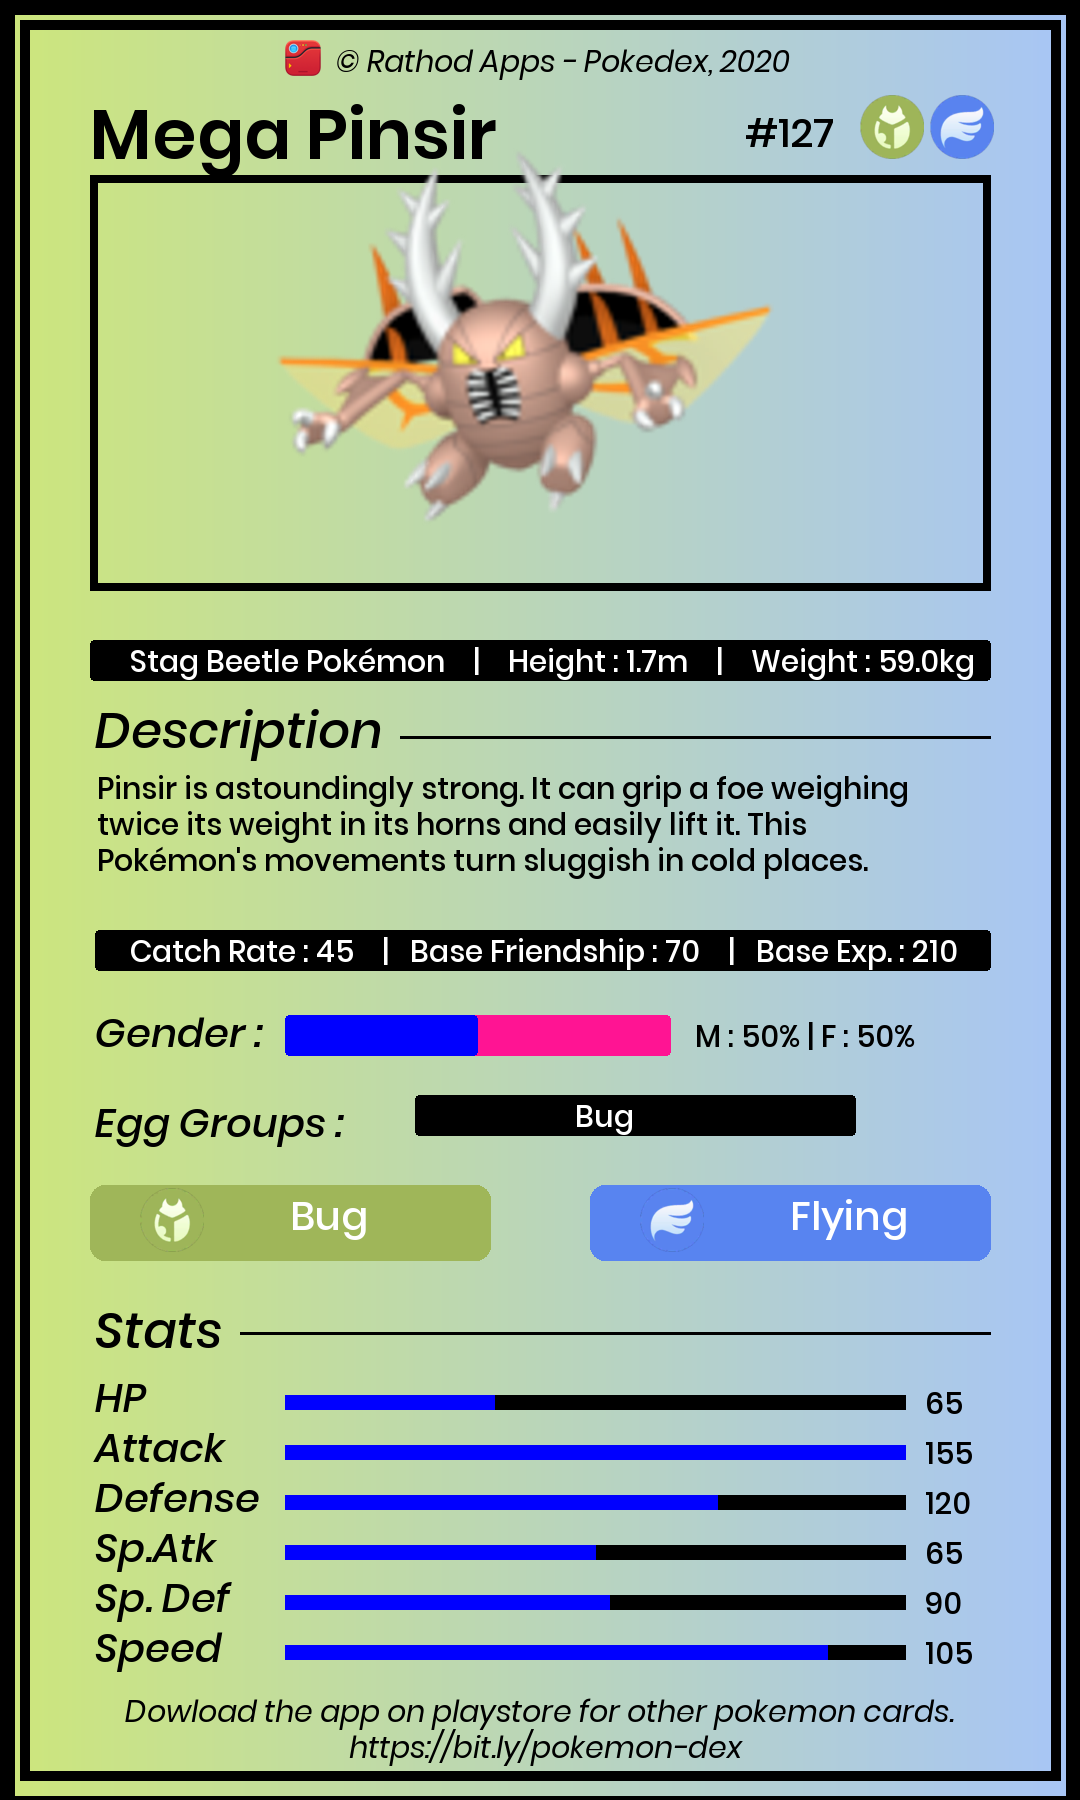 © Rathod Apps - Pokedex, 2020
Mega Pinsir #127
Stag Beetle Pokémon | Height : 1.7m | Weight : 59.0kg
Description
Pinsir is astoundingly strong. It can grip a foe weighing
twice its weight in its horns and easily lift it. This
Pokémon's movements turn sluggish in cold places.
Catch Rate : 45 | Base Friendship : 70 | Base Exp. : 210
Gender : M : 50% | F : 50%
Egg Groups : Bug
Bug Flying
Stats
HP 65
Attack 155
Defense 120
Sp.Atk 65
Sp. Def 90
Speed 105
Dowload the app on playstore for other pokemon cards.
https://bit.ly/pokemon-dex